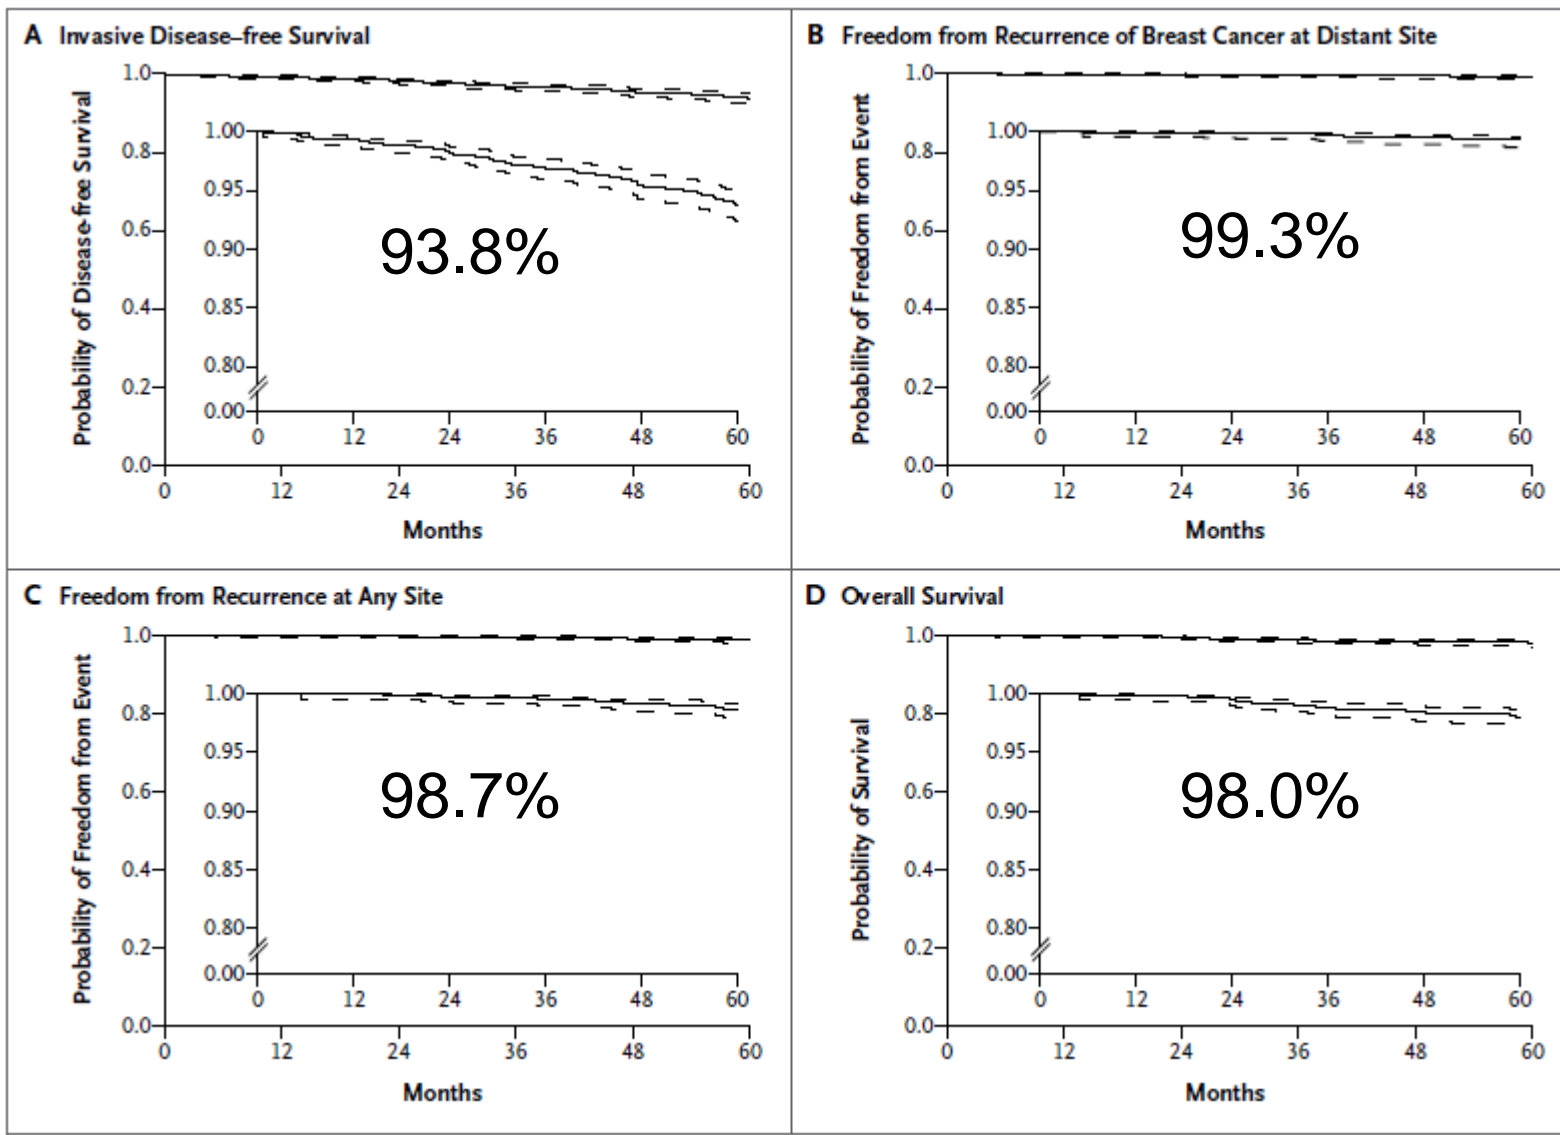 A Invasive Disease–free Survival
Probability of Disease-free Survival
1.0
0.8
0.6
0.4
0.2
0.0
1.00
0.95
0.90
0.85
0.80
0.00
93.8%
0 12 24 36 48 60
0 12 24 36 48 60
Months
B Freedom from Recurrence of Breast Cancer at Distant Site
Probability of Freedom from Event
1.0
0.8
0.6
0.4
0.2
0.0
1.00
0.95
0.90
0.85
0.80
0.00
99.3%
0 12 24 36 48 60
0 12 24 36 48 60
Months
C Freedom from Recurrence at Any Site
Probability of Freedom from Event
1.0
0.8
0.6
0.4
0.2
0.0
1.00
0.95
0.90
0.85
0.80
0.00
98.7%
0 12 24 36 48 60
0 12 24 36 48 60
Months
D Overall Survival
Probability of Survival
1.0
0.8
0.6
0.4
0.2
0.0
1.00
0.95
0.90
0.85
0.80
0.00
98.0%
0 12 24 36 48 60
0 12 24 36 48 60
Months